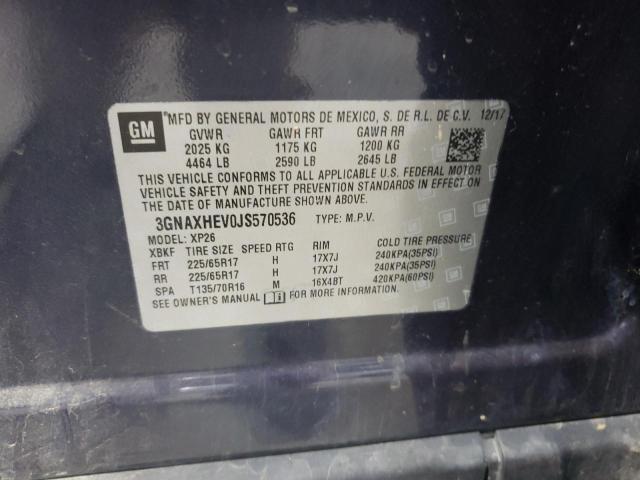 GM
MFD BY GENERAL MOTORS DE MEXICO, S. DE R.L. DE C.V. 12/17
GVWR GAWR FRT GAWR RR
2025 KG 1175 KG 1200 KG
4464 LB 2590 LB 2645 LB
THIS VEHICLE CONFORMS TO ALL APPLICABLE U.S. FEDERAL MOTOR
VEHICLE SAFETY AND THEFT PREVENTION STANDARDS IN EFFECT ON
THE DATE OF MANUFACTURE SHOWN ABOVE.
3GNAXHEV0JS570536 TYPE: M.P.V.
MODEL: XP26
XBKF TIRE SIZE SPEED RTG RIM COLD TIRE PRESSURE
FRT 225/65R17 H 17X7J 240KPA(35PSI)
RR 225/65R17 H 17X7J 240KPA(35PSI)
SPA T135/70R16 M 16X4BT 420KPA(60PSI)
SEE OWNER'S MANUAL FOR MORE INFORMATION.